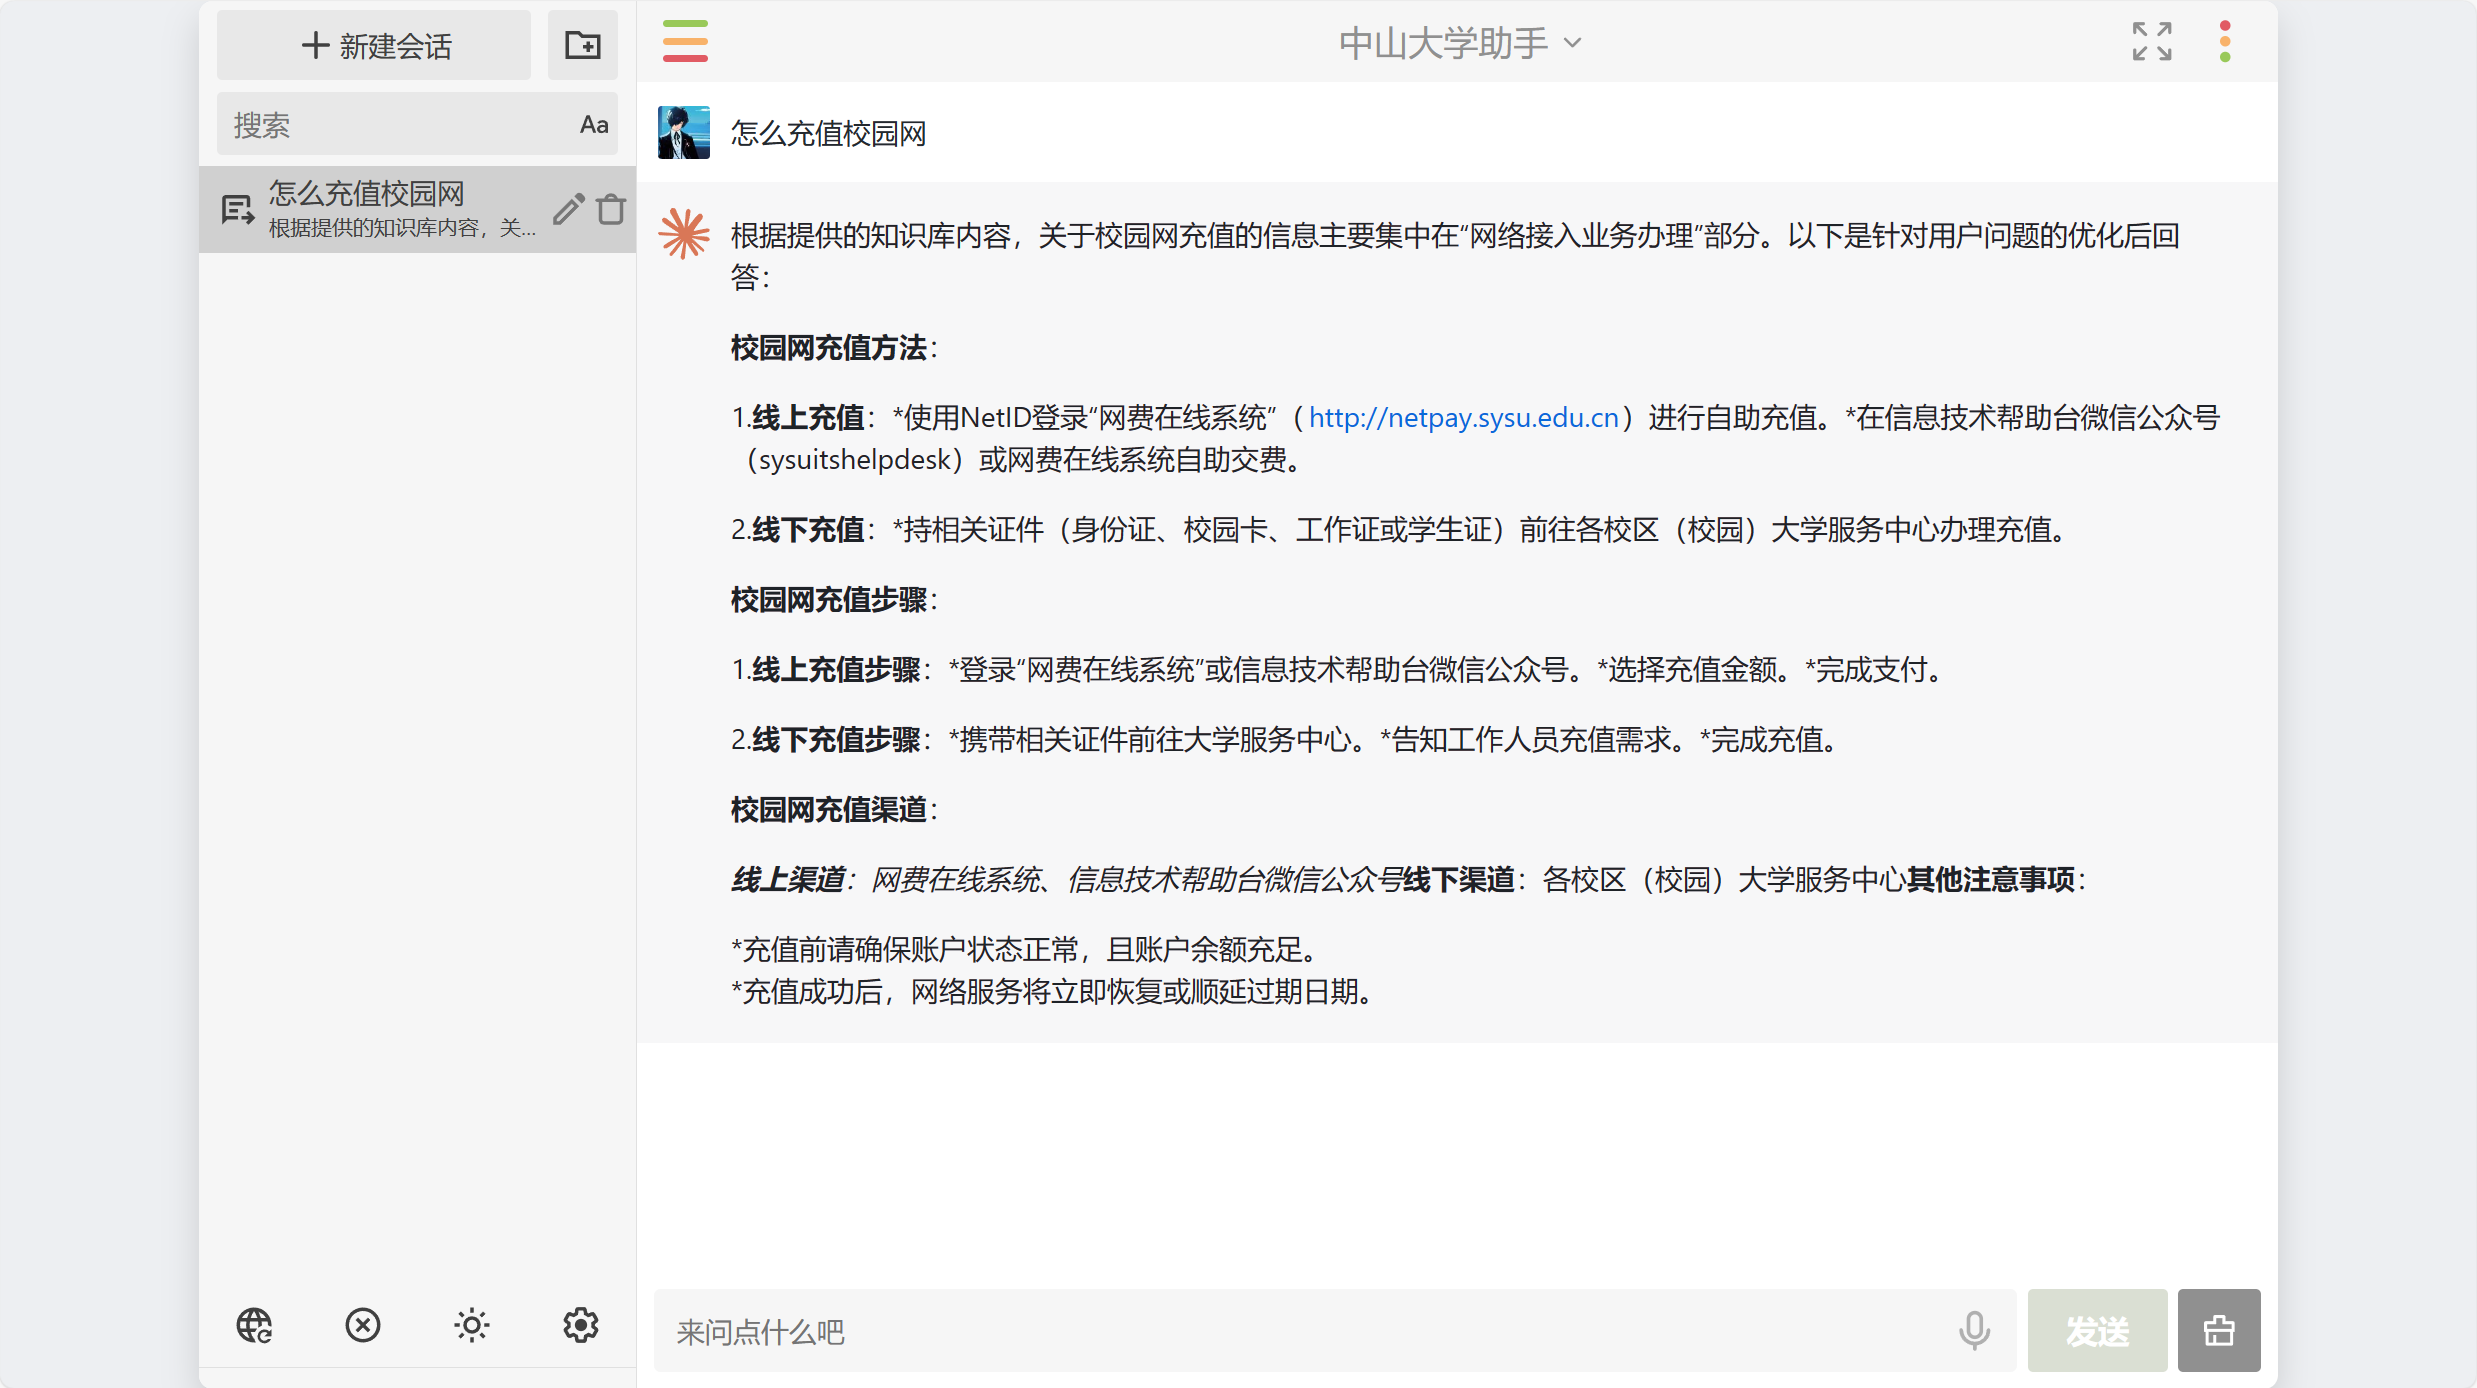 新建会话
搜索
Aa
怎么充值校园网
根据提供的知识库内容，关...
中山大学助手
怎么充值校园网
根据提供的知识库内容，关于校园网充值的信息主要集中在“网络接入业务办理”部分。以下是针对用户问题的优化后回
答：
校园网充值方法：
1.线上充值：*使用NetID登录“网费在线系统”（http://netpay.sysu.edu.cn）进行自助充值。*在信息技术帮助台微信公众号
（sysuitshelpdesk）或网费在线系统自助交费。
2.线下充值：*持相关证件（身份证、校园卡、工作证或学生证）前往各校区（校园）大学服务中心办理充值。
校园网充值步骤：
1.线上充值步骤：*登录“网费在线系统”或信息技术帮助台微信公众号。*选择充值金额。*完成支付。
2.线下充值步骤：*携带相关证件前往大学服务中心。*告知工作人员充值需求。*完成充值。
校园网充值渠道：
线上渠道：网费在线系统、信息技术帮助台微信公众号线下渠道：各校区（校园）大学服务中心其他注意事项：
*充值前请确保账户状态正常，且账户余额充足。
*充值成功后，网络服务将立即恢复或顺延过期日期。
来问点什么吧
发送